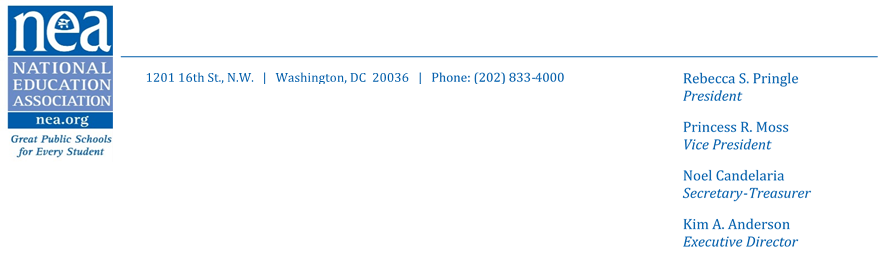 nea
NATIONAL
EDUCATION
ASSOCIATION
nea.org
Great Public Schools
for Every Student
1201 16th St., N.W. | Washington, DC 20036 | Phone: (202) 833-4000
Rebecca S. Pringle
President
Princess R. Moss
Vice President
Noel Candelaria
Secretary-Treasurer
Kim A. Anderson
Executive Director